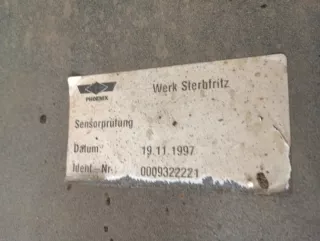 PHOENIX
Werk Sterbfritz
Sensorprüfung
Datum: 19.11.1997
Ident.-Nr. 0009322221